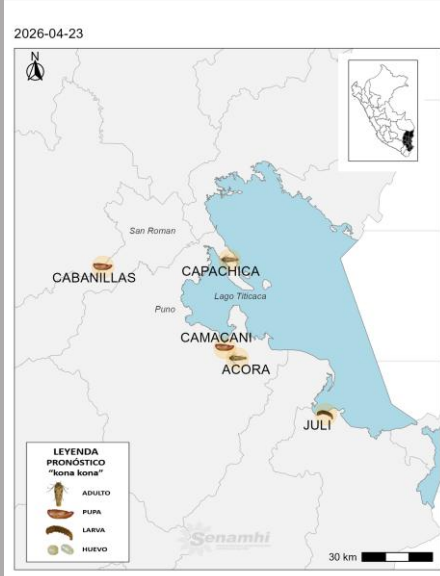 2026-04-23
N
San Roman
CABANILLAS
CAPACHICA
Lago Titicaca
Puno
CAMACANI
ACORA
JULI
LEYENDA
PRONÓSTICO
"kona kona"
ADULTO
PUPA
LARVA
HUEVO
Senamhi
30 km